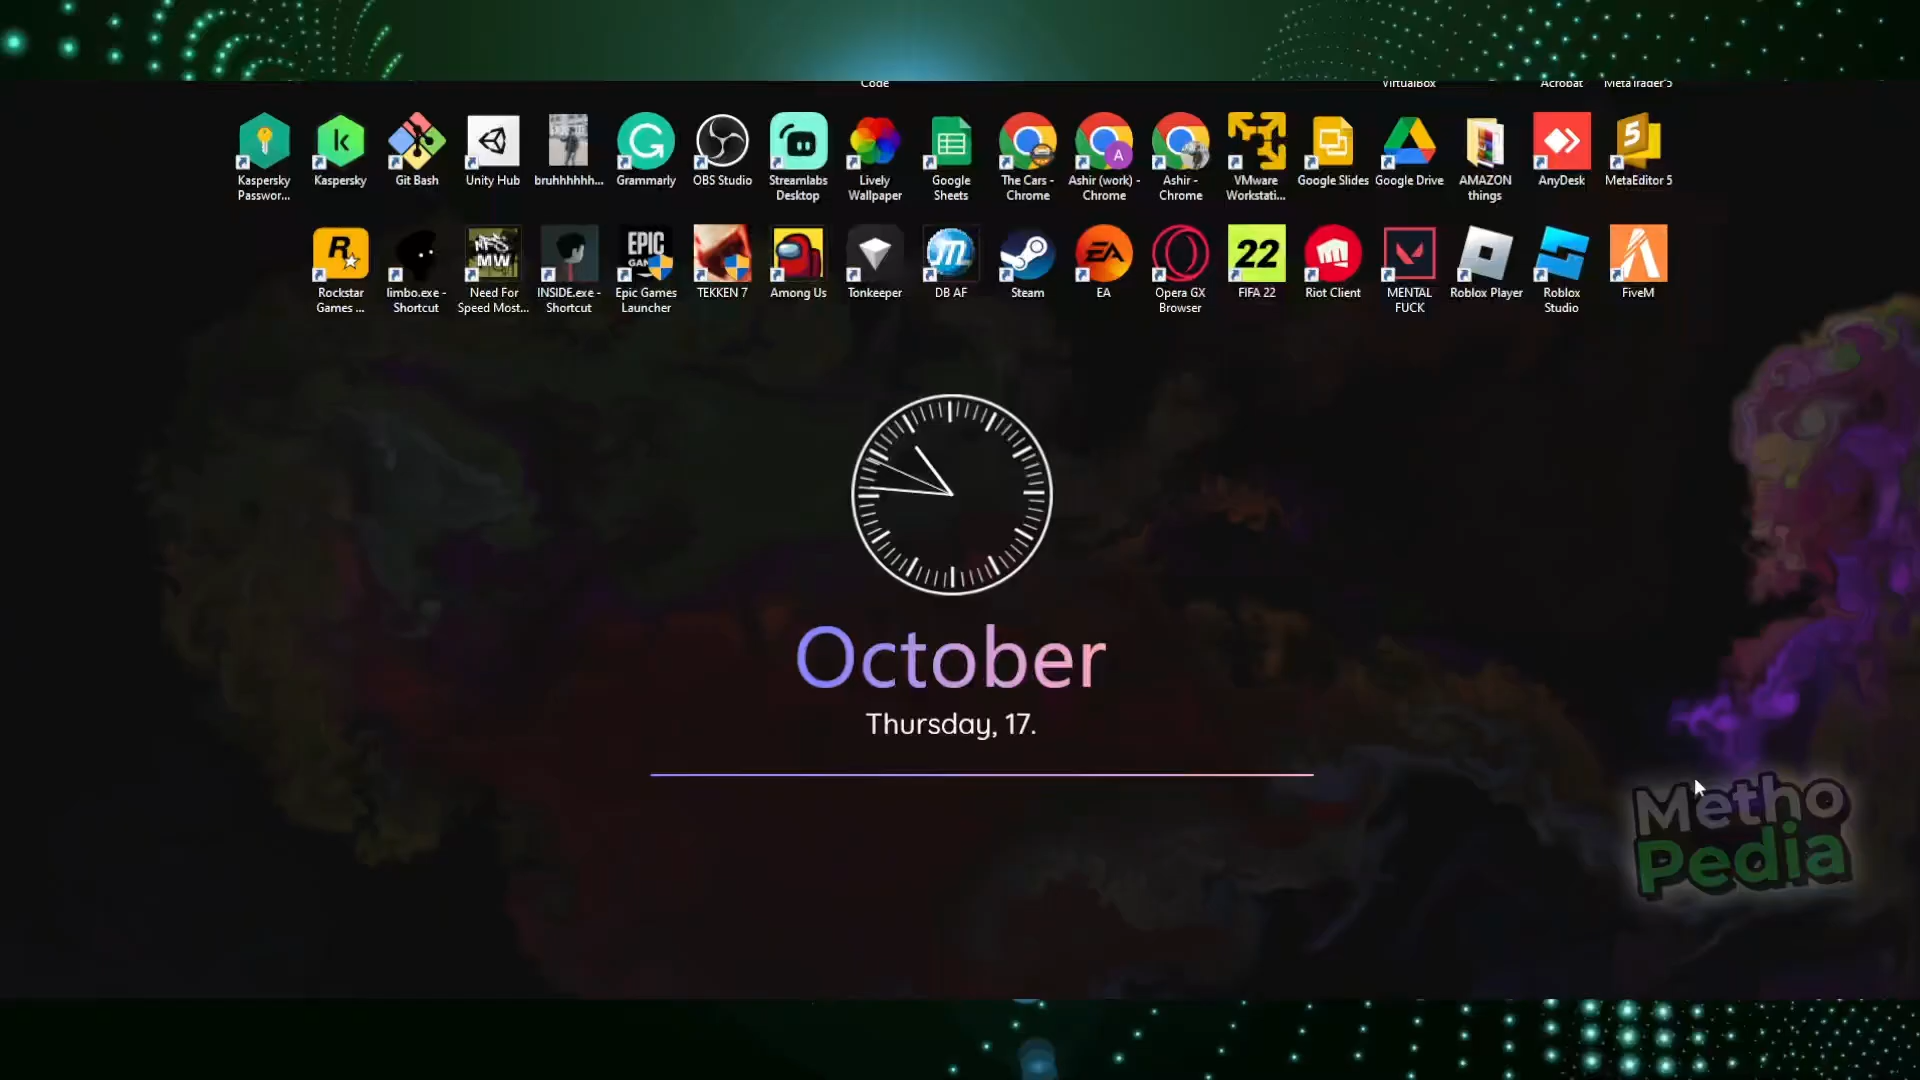 Code VirtualBox Acrobat MetaTrader 5
Kaspersky Kaspersky Git Bash Unity Hub bruhhhhhh... Grammarly OBS Studio Streamlabs Lively Google The Cars - Ashir (work) - Ashir - VMware Google Slides Google Drive AMAZON AnyDesk MetaEditor 5
Passwor... Desktop Wallpaper Sheets Chrome Chrome Chrome Workstati... things
Rockstar limbo.exe - Need For INSIDE.exe - Epic Games TEKKEN 7 Among Us Tonkeeper DB AF Steam EA Opera GX FIFA 22 Riot Client MENTAL Roblox Player Roblox FiveM
Games ... Shortcut Speed Most... Shortcut Launcher Browser FUCK Studio
October
Thursday, 17.
Metho
Pedia